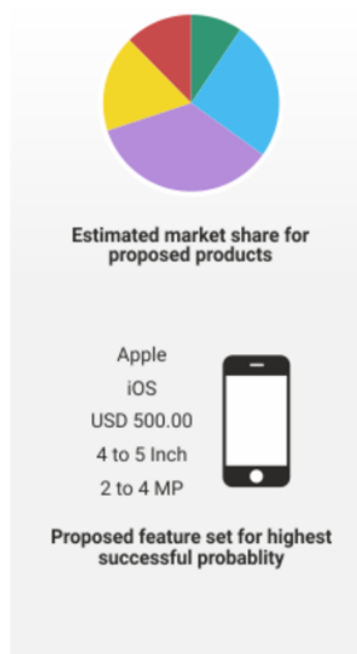 Estimated market share for
proposed products
Apple
iOS
USD 500.00
4 to 5 Inch
2 to 4 MP
Proposed feature set for highest
successful probablity